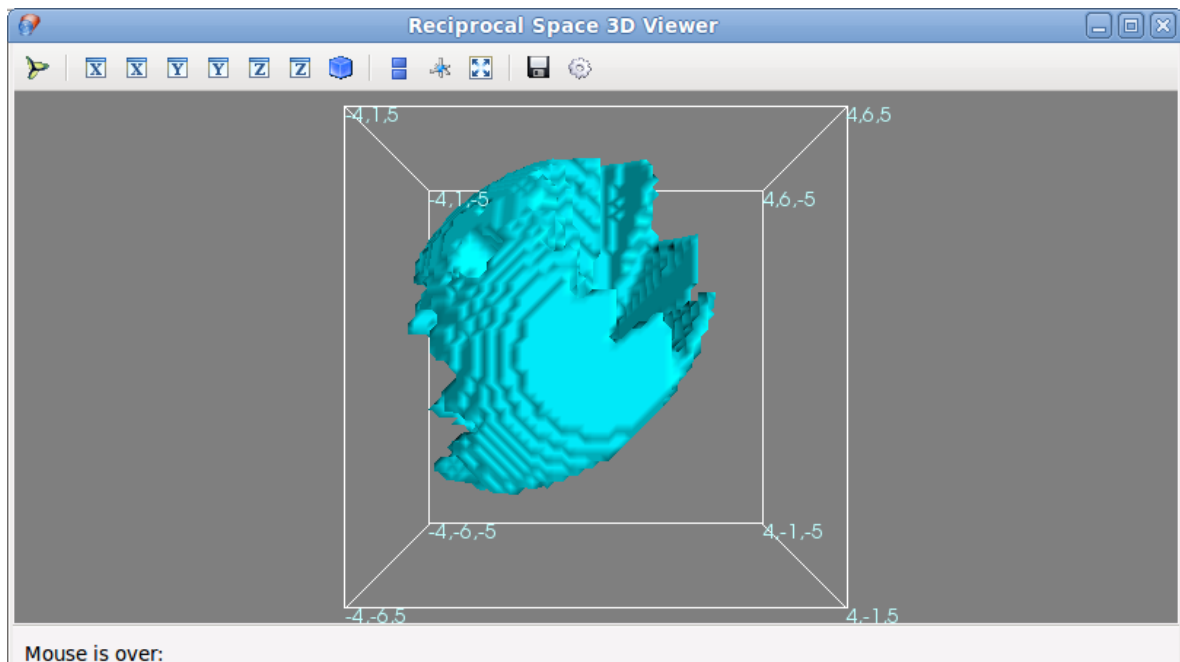 Reciprocal Space 3D Viewer
X X Y Y Z Z
-4,1,5 4,6,5
-4,1,-5 4,6,-5
-4,-6,-5 4,-1,-5
-4,-6,5 4,-1,5
Mouse is over: